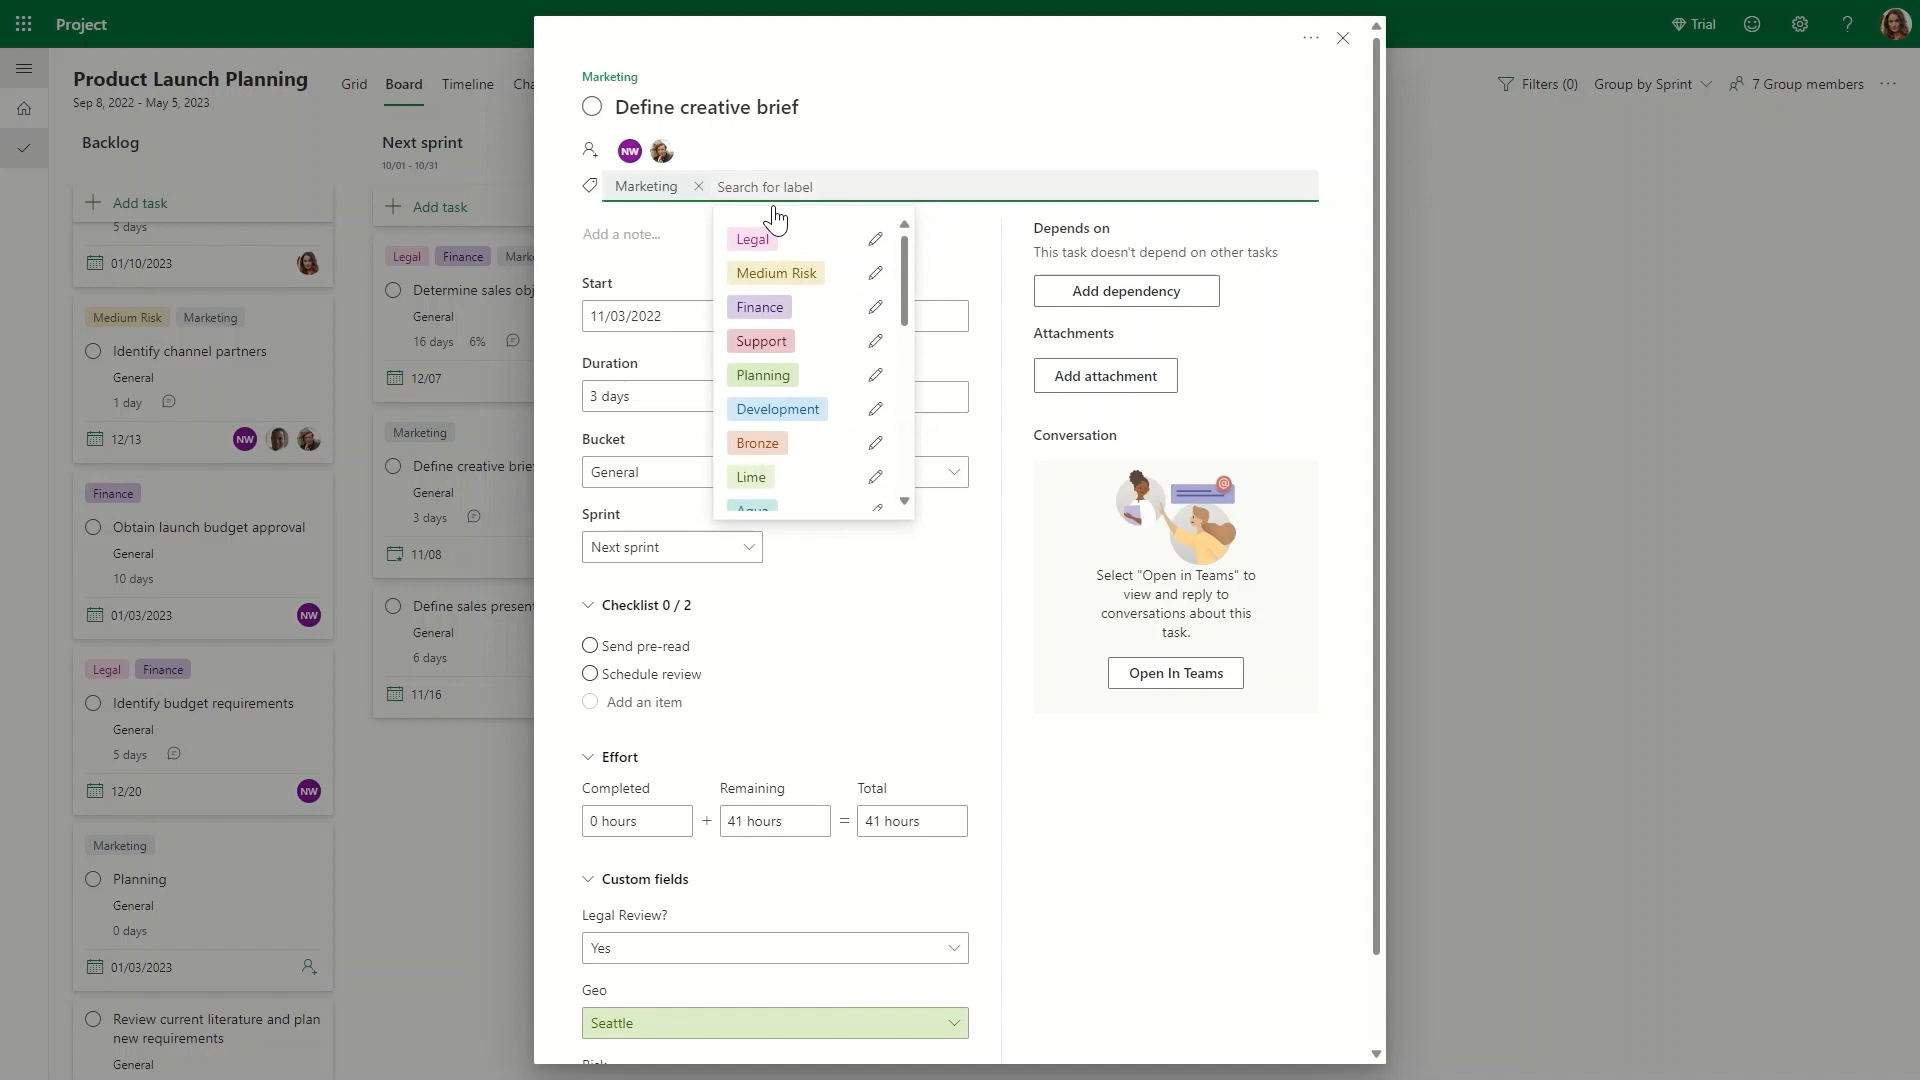 Project
Trial
Product Launch Planning
Sep 8, 2022 - May 5, 2023
Grid
Board
Timeline
Cha
Filters (0)
Group by Sprint
7 Group members
Backlog
Add task
5 days
01/10/2023
Medium Risk
Marketing
Identify channel partners
General
1 day
12/13
NW
Finance
Obtain launch budget approval
General
10 days
01/03/2023
NW
Legal
Finance
Identify budget requirements
General
5 days
12/20
NW
Marketing
Planning
General
0 days
01/03/2023
Review current literature and plan
new requirements
General
Next sprint
10/01 - 10/31
Add task
Legal
Finance
Mark
Determine sales obj
General
16 days
6%
12/07
Marketing
Define creative brie
General
3 days
11/08
Define sales present
General
6 days
11/16
Marketing
Define creative brief
NW
Marketing
Search for label
Legal
Medium Risk
Finance
Support
Planning
Development
Bronze
Lime
Aqua
Add a note...
Start
11/03/2022
Duration
3 days
Bucket
General
Sprint
Next sprint
Checklist 0 / 2
Send pre-read
Schedule review
Add an item
Effort
Completed
Remaining
Total
0 hours
+
41 hours
=
41 hours
Custom fields
Legal Review?
Yes
Geo
Seattle
Risk
Depends on
This task doesn't depend on other tasks
Add dependency
Attachments
Add attachment
Conversation
@
Select "Open in Teams" to
view and reply to
conversations about this
task.
Open In Teams